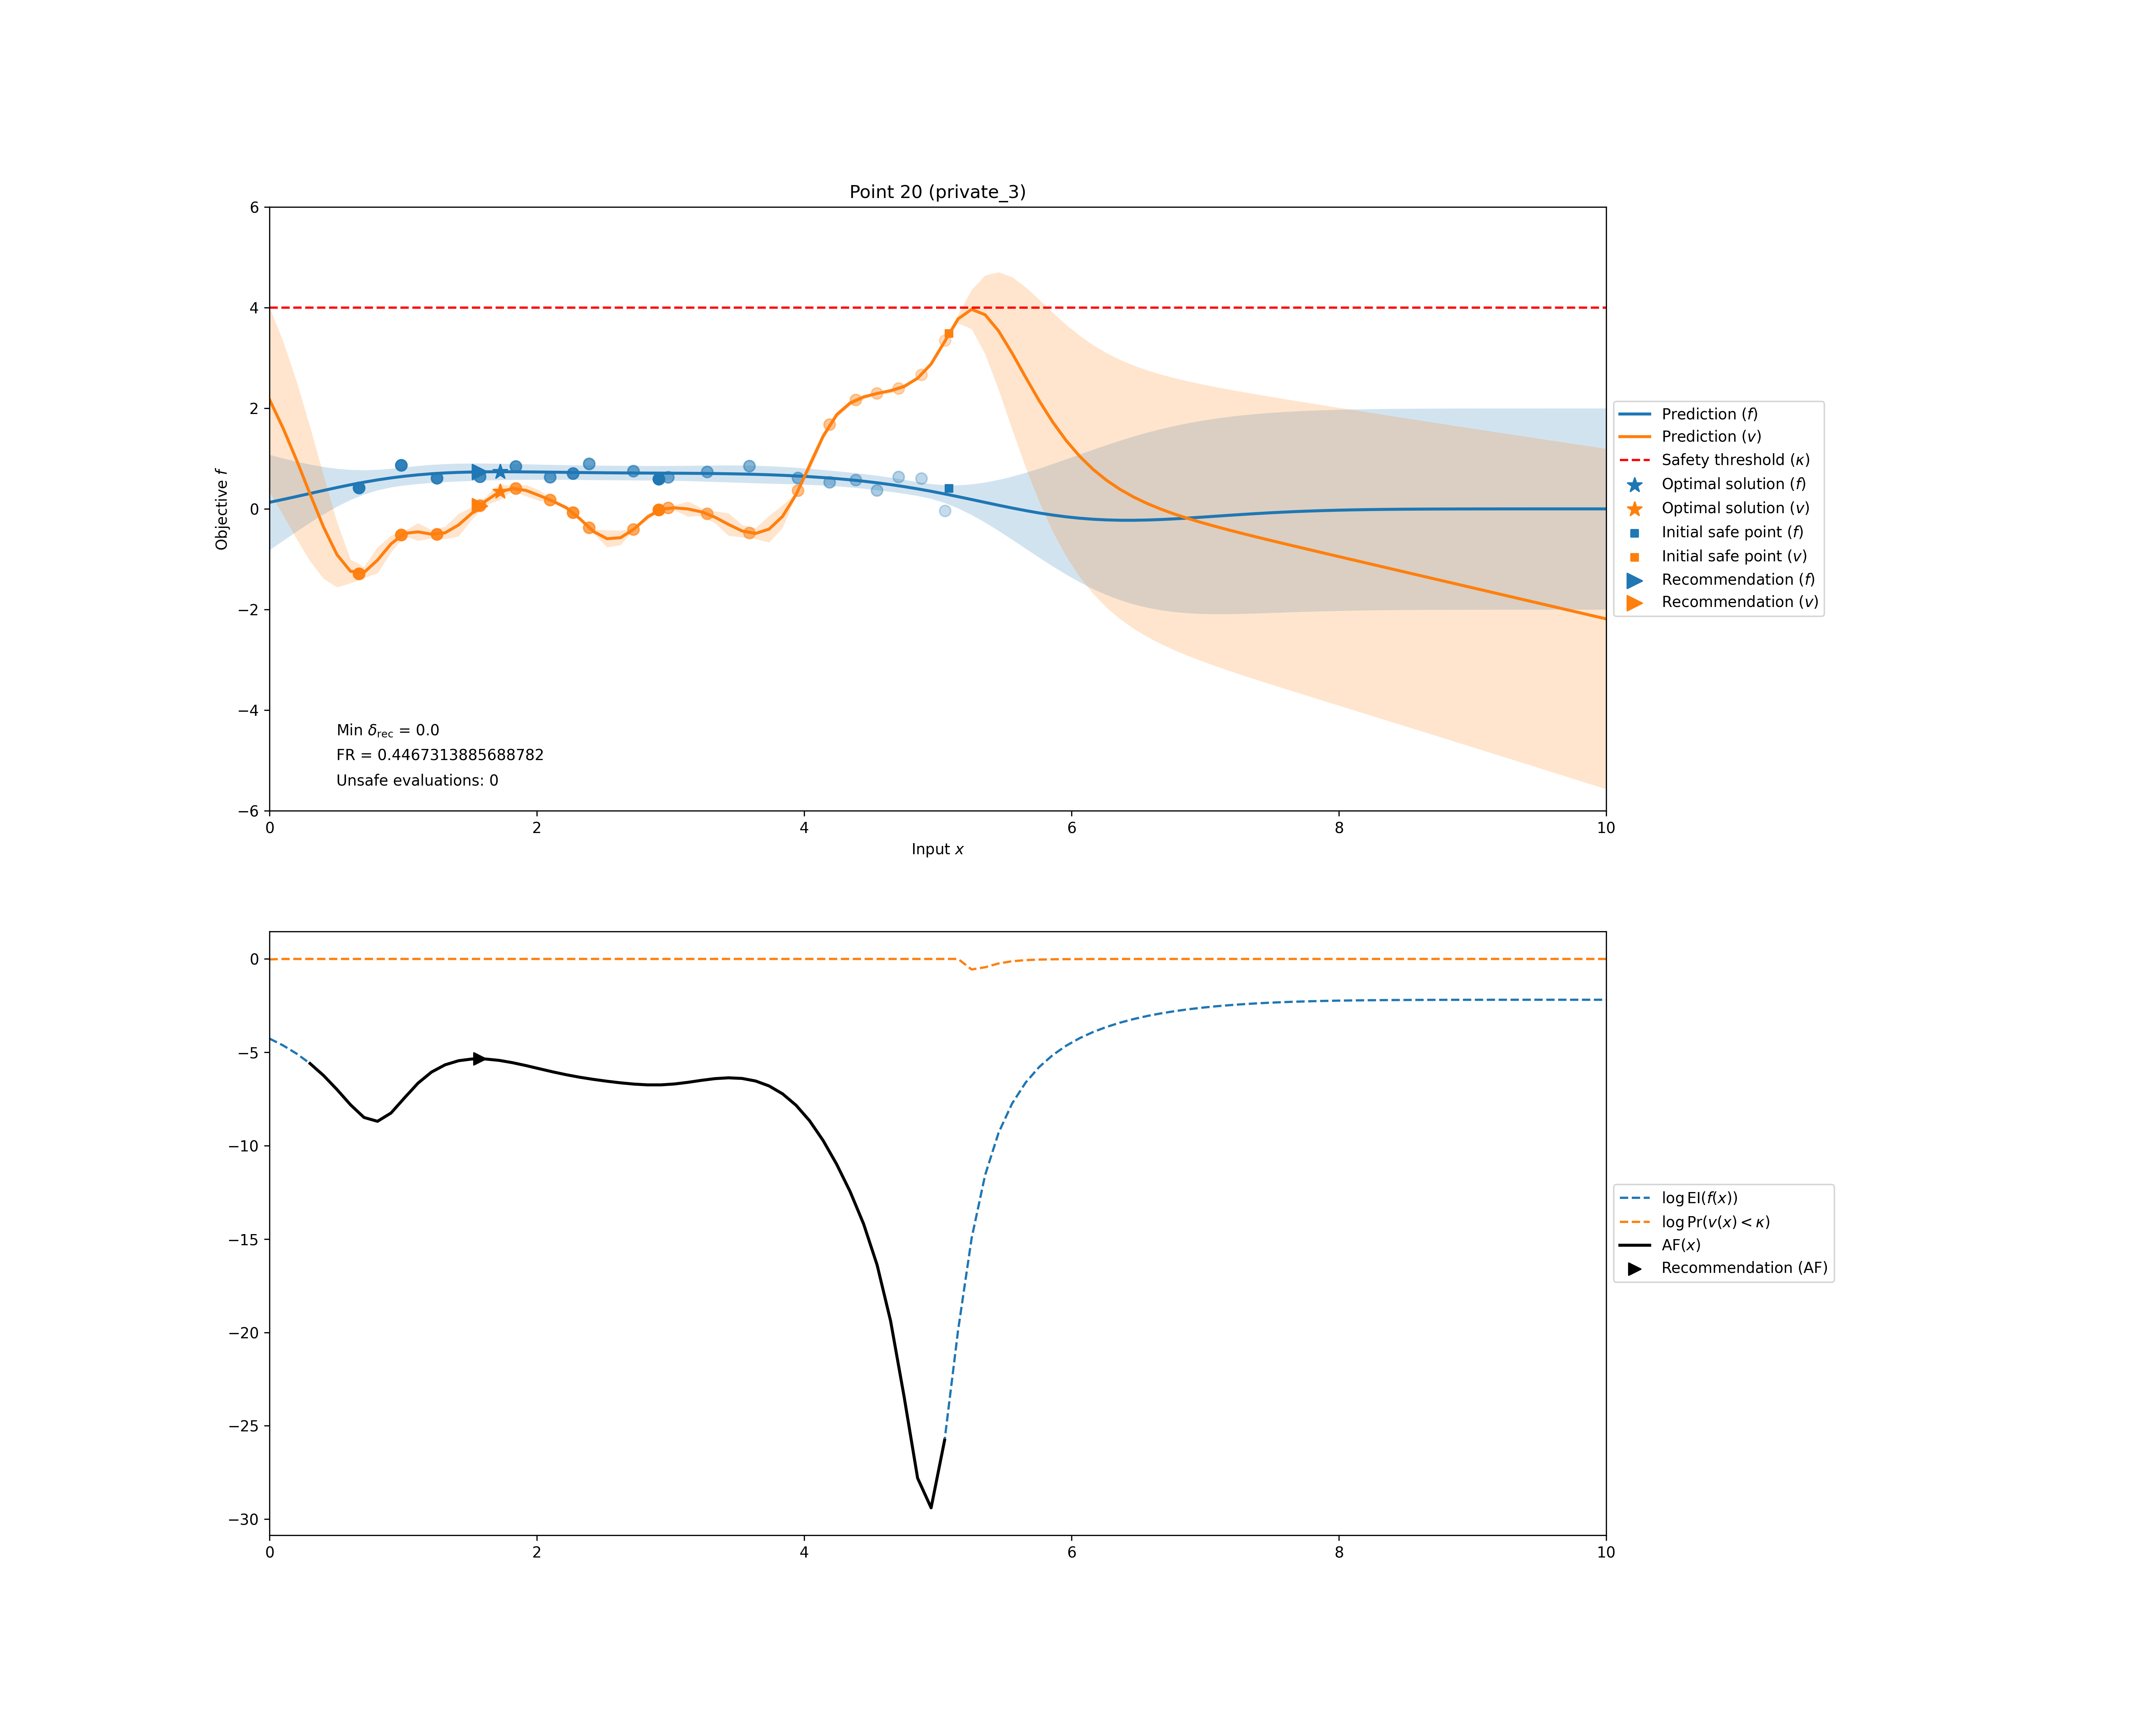 Point 20 (private_3)
6
4
2
0
−2
−4
−6
Objective f
Min δrec = 0.0
FR = 0.4467313885688782
Unsafe evaluations: 0
0 2 4 6 8 10
Input x
Prediction (f)
Prediction (v)
Safety threshold (κ)
Optimal solution (f)
Optimal solution (v)
Initial safe point (f)
Initial safe point (v)
Recommendation (f)
Recommendation (v)
0
−5
−10
−15
−20
−25
−30
0 2 4 6 8 10
log EI(f(x))
log Pr(v(x) < κ)
AF(x)
Recommendation (AF)